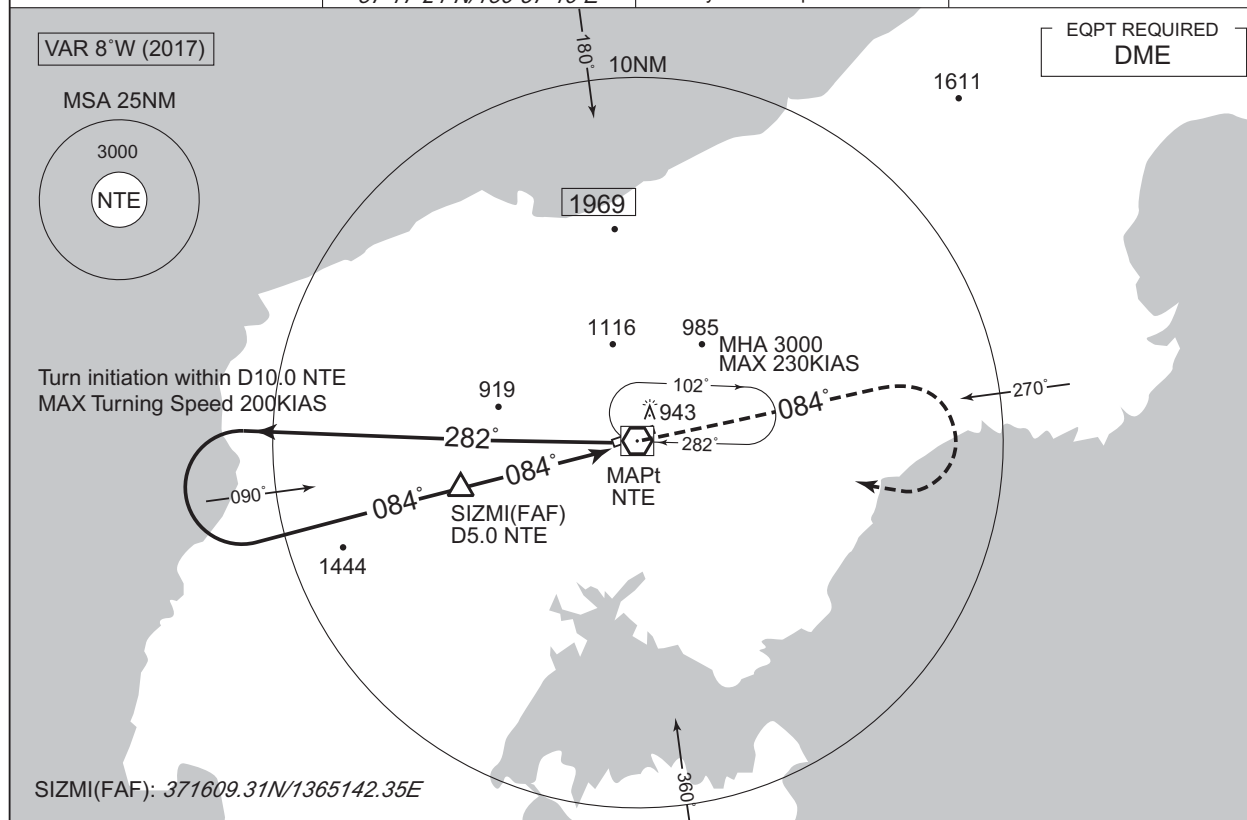 180°
VAR 8°W (2017)
EQPT REQUIRED
DME
10NM
1611
MSA 25NM
3000
NTE
1969
1116
985
MHA 3000
MAX 230KIAS
Turn initiation within D10.0 NTE
MAX Turning Speed 200KIAS
919
102°
943
084°
270°
282°
282°
084°
MAPt
NTE
090°
084°
SIZMI(FAF)
D5.0 NTE
1444
360°
SIZMI(FAF): 371609.31N/1365142.35E